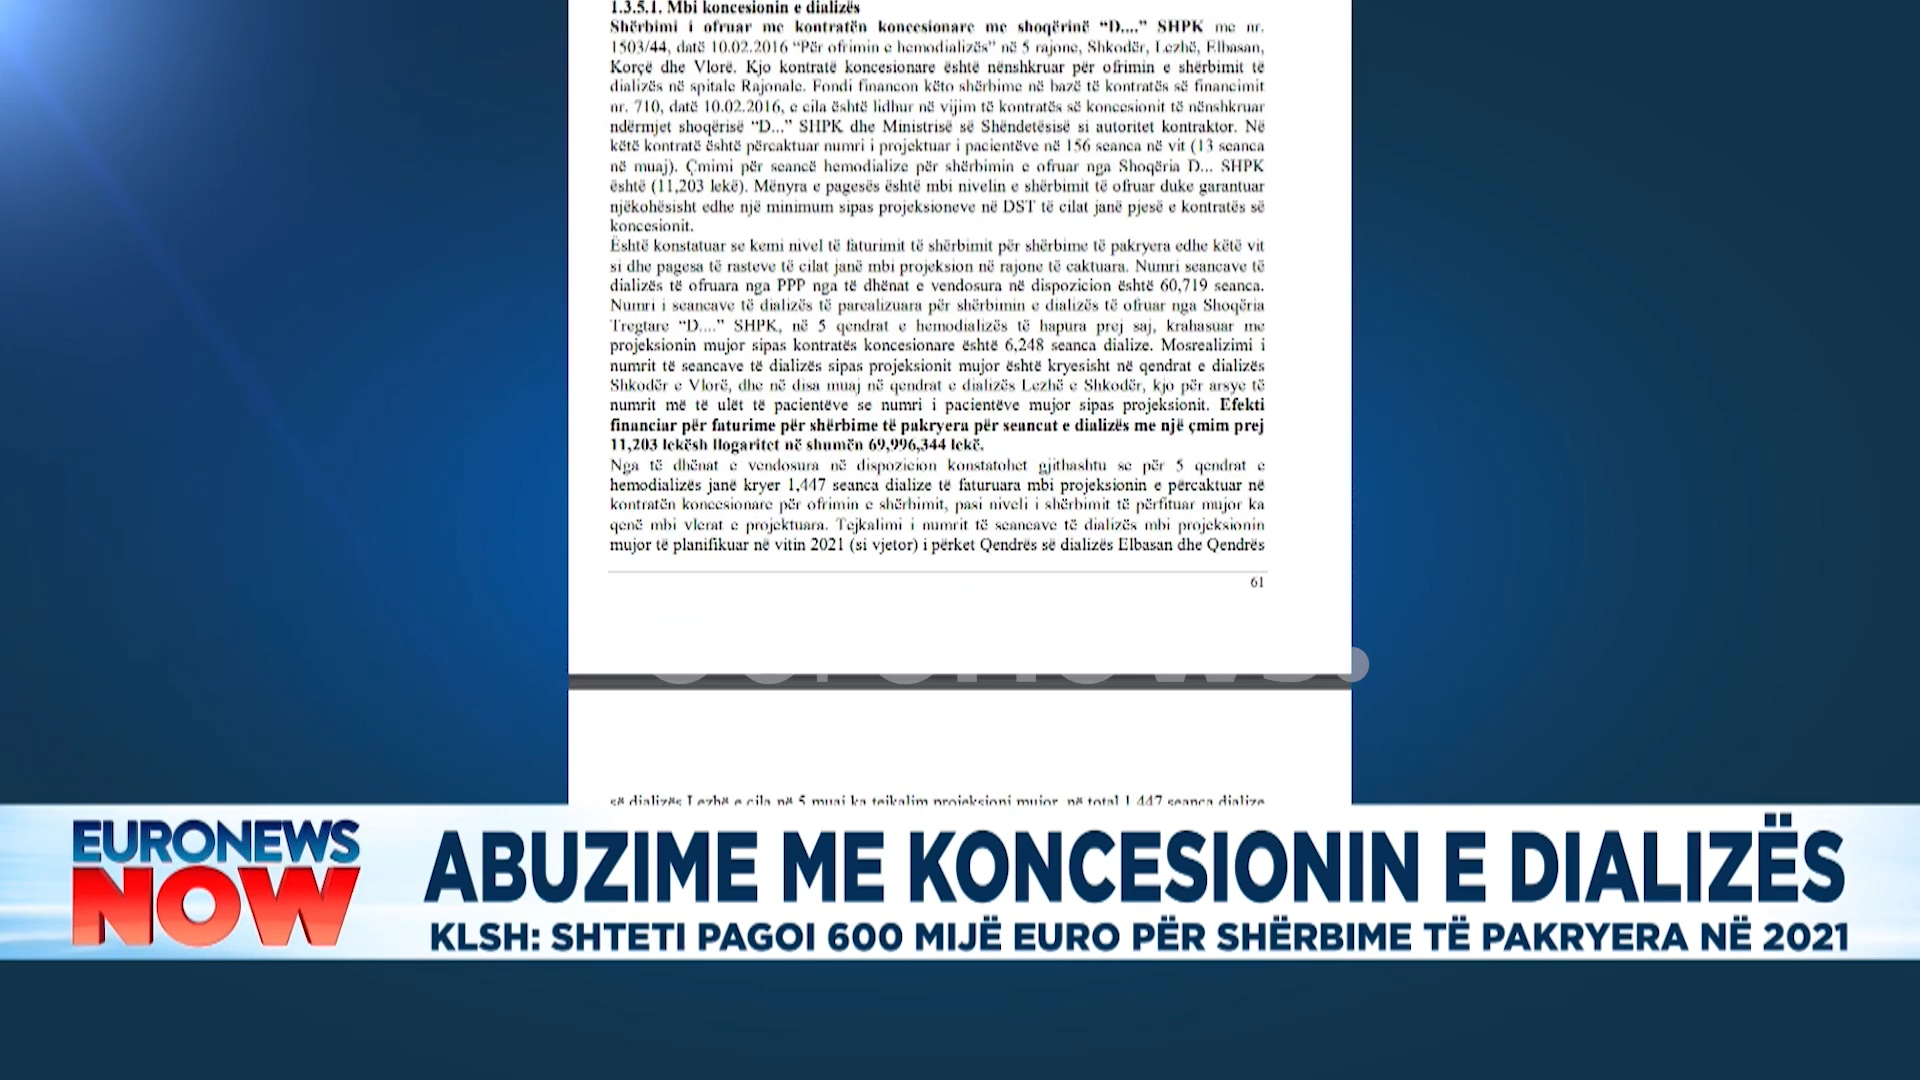 1.3.5.1. Mbi koncesionin e dializës
Shërbimi i ofruar me kontratën koncesionare me shoqërinë “D....” SHPK me nr.
1503/44, datë 10.02.2016 “Për ofrimin e hemodializës” në 5 rajone, Shkodër, Lezhë, Elbasan,
Korçë dhe Vlorë. Kjo kontratë koncesionare është nënshkruar për ofrimin e shërbimit të
dializës në spitale Rajonale. Fondi financon këto shërbime në bazë të kontratës së financimit
nr. 710, datë 10.02.2016, e cila është lidhur në vijim të kontratës së koncesionit të nënshkruar
ndërmjet shoqërisë “D...” SHPK dhe Ministrisë së Shëndetësisë si autoritet kontraktor. Në
këtë kontratë është përcaktuar numri i projektuar i pacientëve në 156 seanca në vit (13 seanca
në muaj). Çmimi për seancë hemodialize për shërbimin e ofruar nga Shoqëria D... SHPK
është (11,203 lekë). Mënyra e pagesës është mbi nivelin e shërbimit të ofruar duke garantuar
njëkohësisht edhe një minimum sipas projeksioneve në DST të cilat janë pjesë e kontratës së
koncesionit.
Është konstatuar se kemi nivel të faturimit të shërbimit për shërbime të pakryera edhe këtë vit
si dhe pagesa të rasteve të cilat janë mbi projeksion në rajone të caktuara. Numri seancave të
dializës të ofruara nga PPP nga të dhënat e vendosura në dispozicion është 60,719 seanca.
Numri i seancave të dializës të parealizuara për shërbimin e dializës të ofruar nga Shoqëria
Tregtare “D....” SHPK, në 5 qendrat e hemodializës të hapura prej saj, krahasuar me
projeksionin mujor sipas kontratës koncesionare është 6,248 seanca dialize. Mosrealizimi i
numrit të seancave të dializës sipas projeksionit mujor është kryesisht në qendrat e dializës
Shkodër e Vlorë, dhe në disa muaj në qendrat e dializës Lezhë e Shkodër, kjo për arsye të
numrit më të ulët të pacientëve se numri i pacientëve mujor sipas projeksionit. Efekti
financiar për faturime për shërbime të pakryera për seancat e dializës me një çmim prej
11,203 lekësh llogaritet në shumën 69,996,344 lekë.
Nga të dhënat e vendosura në dispozicion konstatohet gjithashtu se për 5 qendrat e
hemodializës janë kryer 1,447 seanca dialize të faturuara mbi projeksionin e përcaktuar në
kontratën koncesionare për ofrimin e shërbimit, pasi niveli i shërbimit të përfituar mujor ka
qenë mbi vlerat e projektuara. Tejkalimi i numrit të seancave të dializës mbi projeksionin
mujor të planifikuar në vitin 2021 (si vjetor) i përket Qendrës së dializës Elbasan dhe Qendrës
61
euronews.
së dializës Lezhë e cila në 5 muaj ka tejkalim projeksioni mujor, në total 1,447 seanca dialize
EURONEWS
NOW
ABUZIME ME KONCESIONIN E DIALIZËS
KLSH: SHTETI PAGOI 600 MIJË EURO PËR SHËRBIME TË PAKRYERA NË 2021